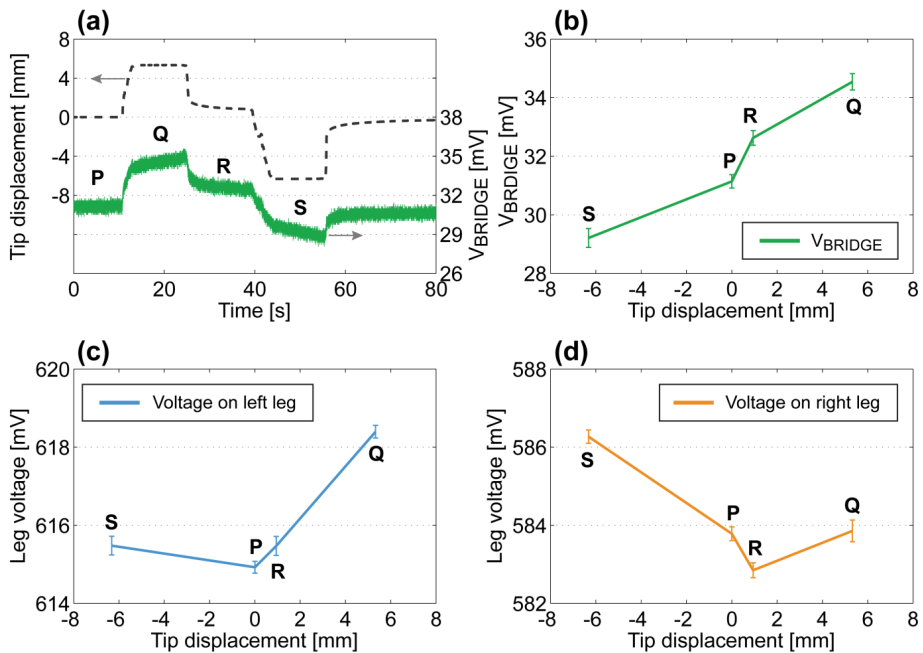 (a)
8
4
0
-4
-8
Tip displacement [mm]
P
Q
R
S
38
35
32
29
26
V_BRIDGE [mV]
0
20
40
60
80
Time [s]
(b)
36
34
32
30
28
V_BRDIGE [mV]
S
P
R
Q
V_BRIDGE
-8 -6 -4 -2 0 2 4 6 8
Tip displacement [mm]
(c)
620
618
616
614
Leg voltage [mV]
Voltage on left leg
S
P
R
Q
-8 -6 -4 -2 0 2 4 6 8
Tip displacement [mm]
(d)
588
586
584
582
Leg voltage [mV]
Voltage on right leg
S
P
R
Q
-8 -6 -4 -2 0 2 4 6 8
Tip displacement [mm]